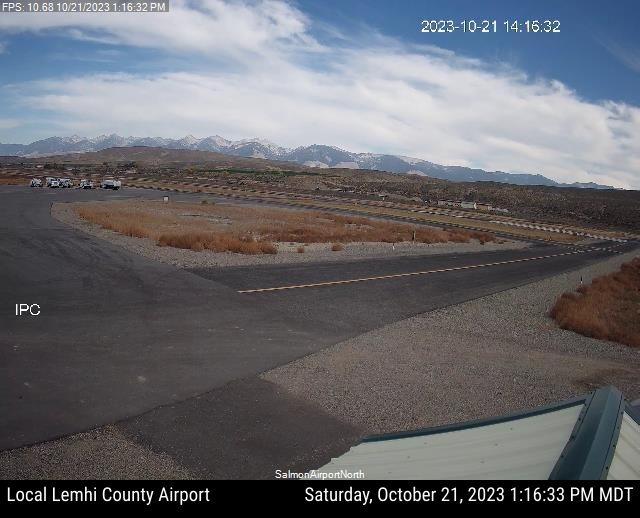 FPS: 10.68 10/21/2023 1:16:32 PM
2023-10-21 14:16:32
IPC
SalmonAirportNorth
Local Lemhi County Airport
Saturday, October 21, 2023 1:16:33 PM MDT